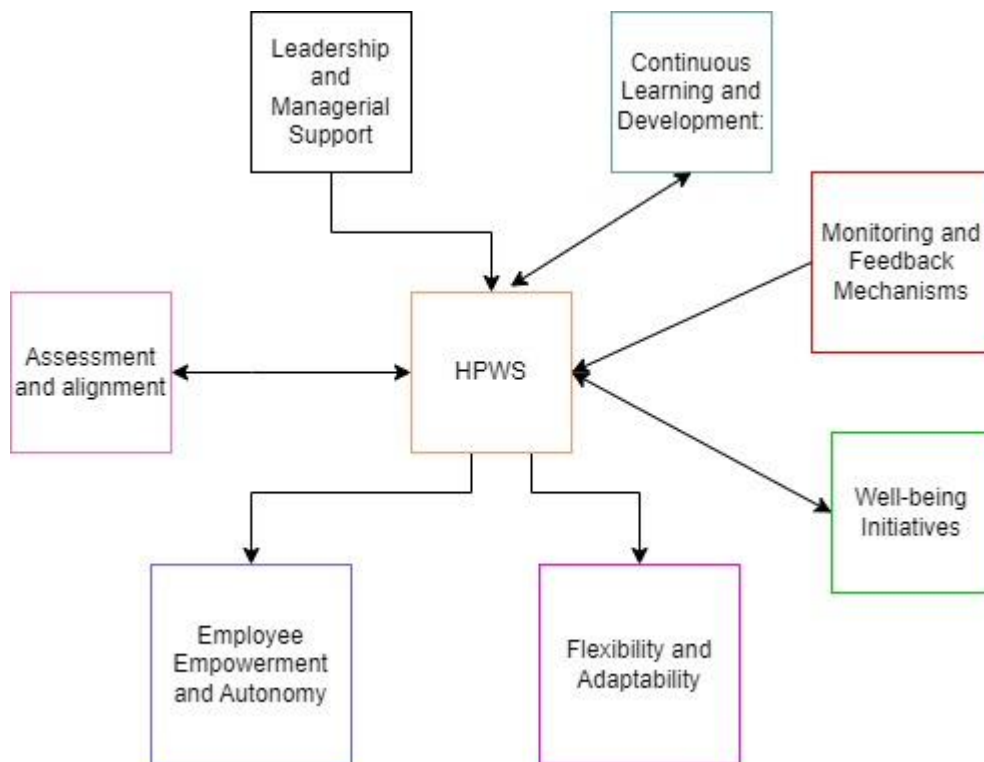 Leadership
and
Managerial
Support
Continuous
Learning and
Development:
Monitoring and
Feedback
Mechanisms
Assessment
and alignment
HPWS
Well-being
Initiatives
Employee
Empowerment
and Autonomy
Flexibility and
Adaptability